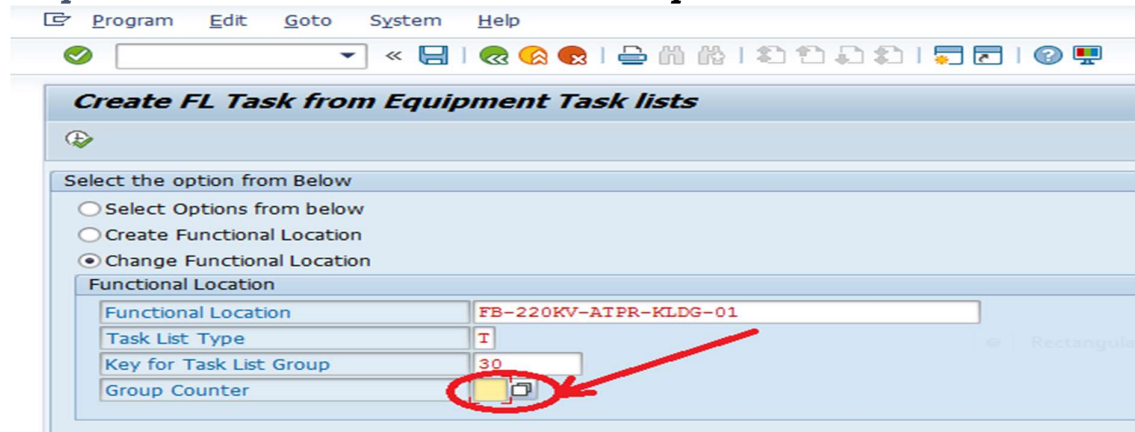 Program Edit Goto System Help
Create FL Task from Equipment Task lists
Select the option from Below
Select Options from below
Create Functional Location
Change Functional Location
Functional Location
Functional Location FB-220KV-ATPR-KLDG-01
Task List Type T
Key for Task List Group 30
Group Counter
Rectangula